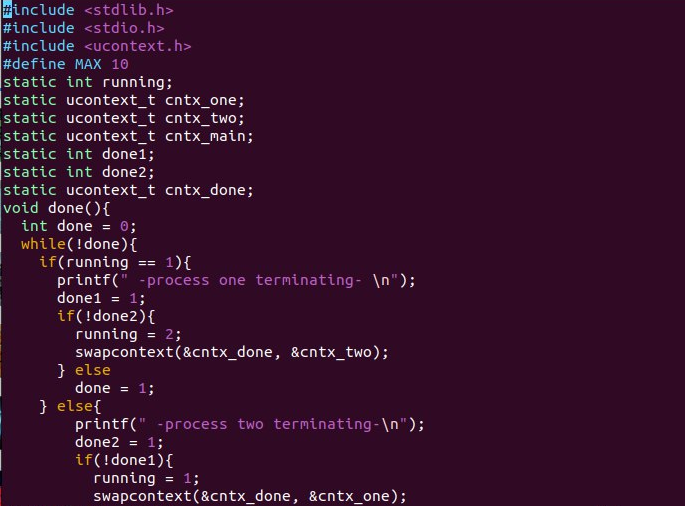 #include <stdlib.h>
#include <stdio.h>
#include <ucontext.h>
#define MAX 10
static int running;
static ucontext_t cntx_one;
static ucontext_t cntx_two;
static ucontext_t cntx_main;
static int done1;
static int done2;
static ucontext_t cntx_done;
void done(){
  int done = 0;
  while(!done){
    if(running == 1){
      printf(" -process one terminating- \n");
      done1 = 1;
      if(!done2){
        running = 2;
        swapcontext(&cntx_done, &cntx_two);
      } else
        done = 1;
    } else{
        printf(" -process two terminating-\n");
        done2 = 1;
        if(!done1){
          running = 1;
          swapcontext(&cntx_done, &cntx_one);